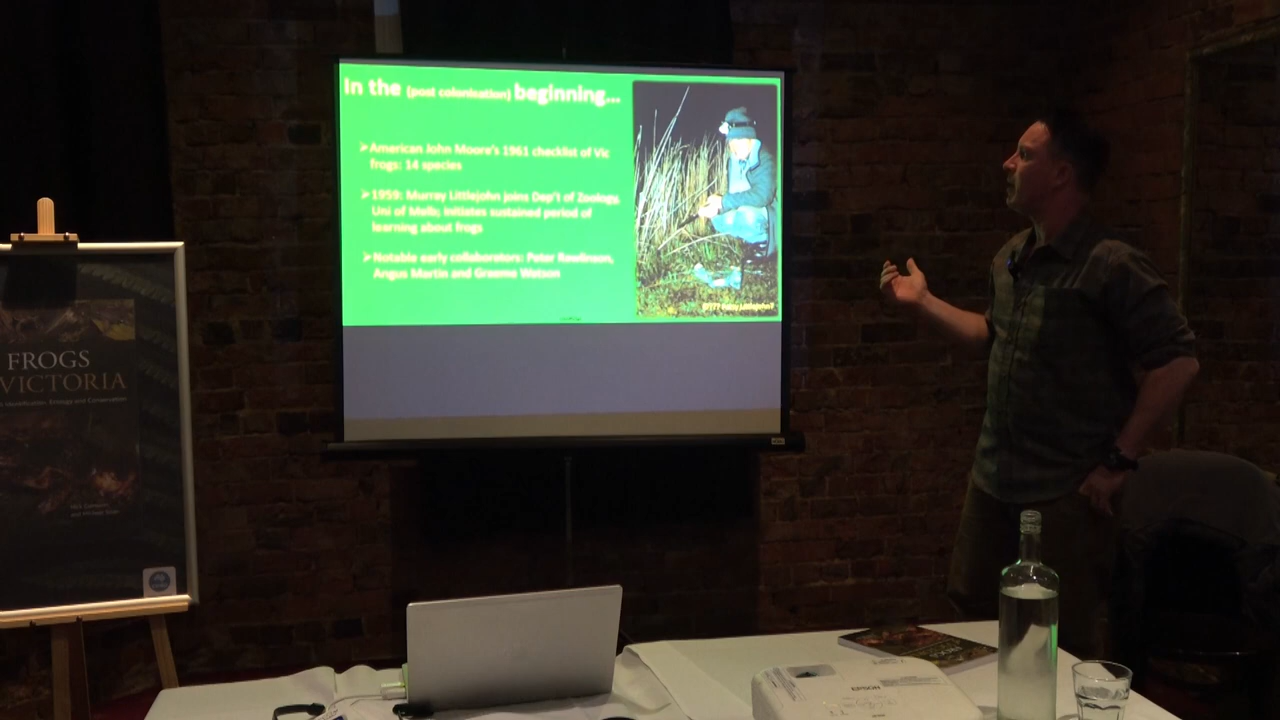 In the (post colonisation) beginning...
➢American John Moore's 1961 checklist of Vic
frogs: 14 species
➢1959: Murray Littlejohn joins Dep't of Zoology,
Uni of Melb; initiates sustained period of
learning about frogs
➢Notable early collaborators: Peter Rawlinson,
Angus Martin and Graeme Watson
FROGS
VICTORIA
EPSON